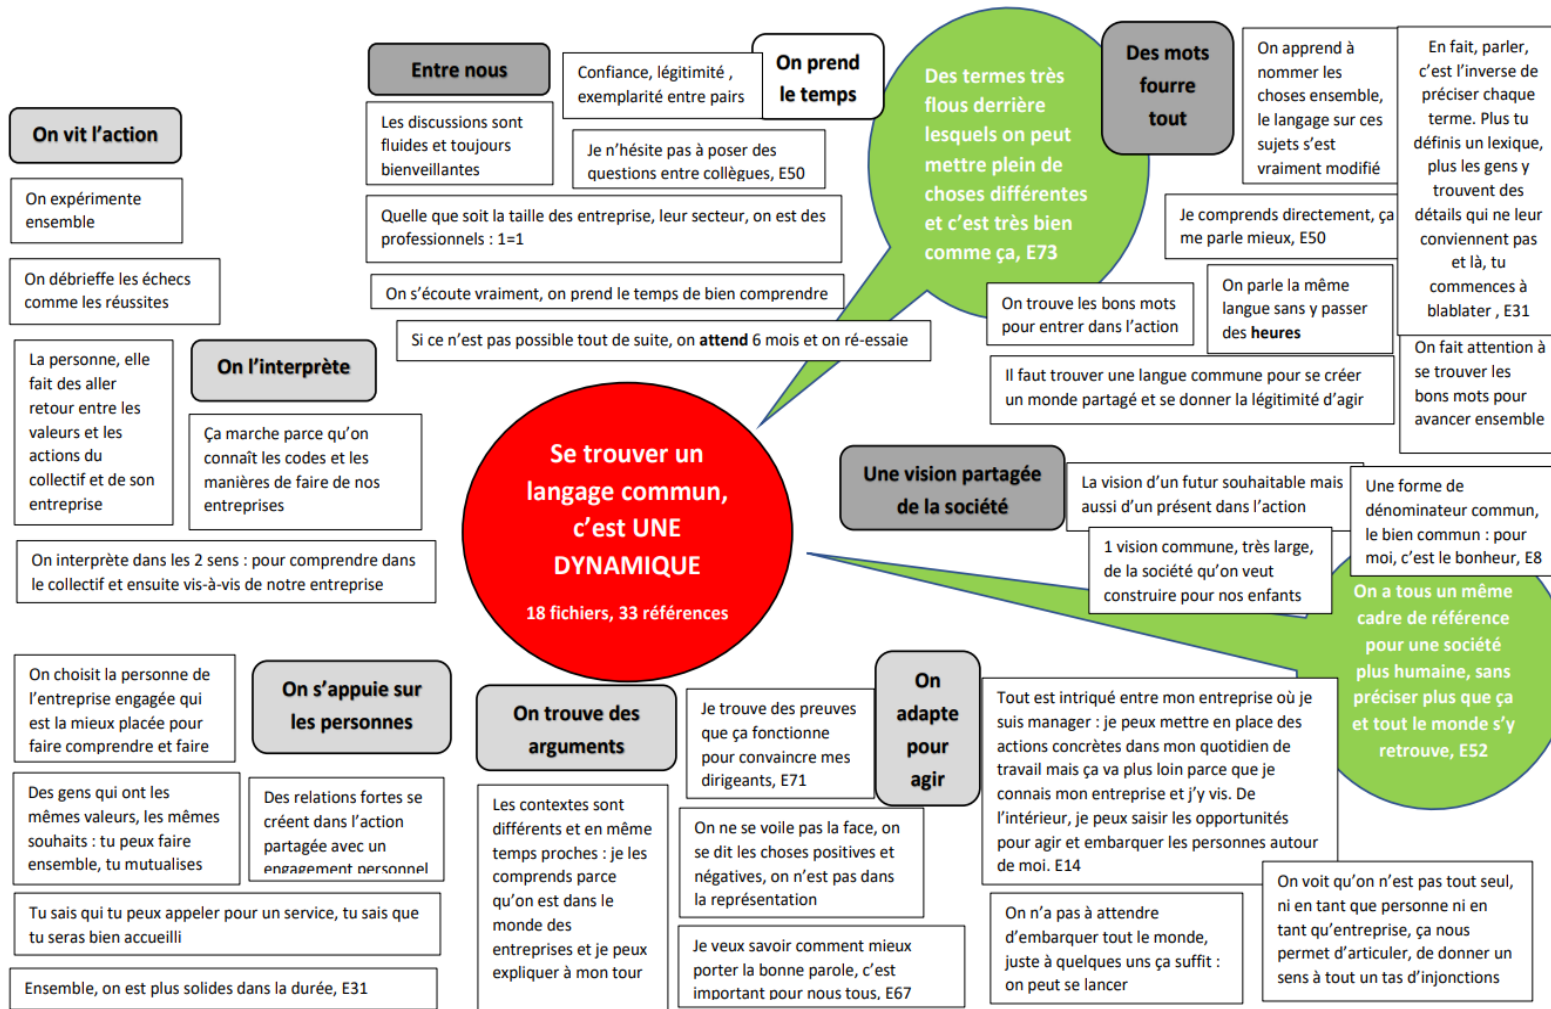 Entre nous
Confiance, légitimité ,
exemplarité entre pairs
On prend
le temps
Les discussions sont
fluides et toujours
bienveillantes
Je n’hésite pas à poser des
questions entre collègues, E50
Quelle que soit la taille des entreprise, leur secteur, on est des
professionnels : 1=1
On s’écoute vraiment, on prend le temps de bien comprendre
Si ce n’est pas possible tout de suite, on attend 6 mois et on ré-essaie
Des termes très
flous derrière
lesquels on peut
mettre plein de
choses différentes
et c’est très bien
comme ça, E73
Des mots
fourre
tout
On apprend à
nommer les
choses ensemble,
le langage sur ces
sujets s’est
vraiment modifié
En fait, parler,
c’est l’inverse de
préciser chaque
terme. Plus tu
définis un lexique,
plus les gens y
trouvent des
détails qui ne leur
conviennent pas
et là, tu
commences à
blablater , E31
Je comprends directement, ça
me parle mieux, E50
On trouve les bons mots
pour entrer dans l’action
On parle la même
langue sans y passer
des heures
Il faut trouver une langue commune pour se créer
un monde partagé et se donner la légitimité d’agir
On fait attention à
se trouver les
bons mots pour
avancer ensemble
On vit l’action
On expérimente
ensemble
On débrieffe les échecs
comme les réussites
La personne, elle
fait des aller
retour entre les
valeurs et les
actions du
collectif et de son
entreprise
On l’interprète
Ça marche parce qu’on
connaît les codes et les
manières de faire de nos
entreprises
On interprète dans les 2 sens : pour comprendre dans
le collectif et ensuite vis-à-vis de notre entreprise
Se trouver un
langage commun,
c’est UNE
DYNAMIQUE
18 fichiers, 33 références
Une vision partagée
de la société
La vision d’un futur souhaitable mais
aussi d’un présent dans l’action
1 vision commune, très large,
de la société qu’on veut
construire pour nos enfants
Une forme de
dénominateur commun,
le bien commun : pour
moi, c’est le bonheur, E8
On a tous un même
cadre de référence
pour une société
plus humaine, sans
préciser plus que ça
et tout le monde s’y
retrouve, E52
On choisit la personne de
l’entreprise engagée qui
est la mieux placée pour
faire comprendre et faire
On s’appuie sur
les personnes
Des gens qui ont les
mêmes valeurs, les mêmes
souhaits : tu peux faire
ensemble, tu mutualises
Des relations fortes se
créent dans l’action
partagée avec un
engagement personnel
Tu sais qui tu peux appeler pour un service, tu sais que
tu seras bien accueilli
Ensemble, on est plus solides dans la durée, E31
On trouve des
arguments
Les contextes sont
différents et en même
temps proches : je les
comprends parce
qu’on est dans le
monde des
entreprises et je peux
expliquer à mon tour
Je trouve des preuves
que ça fonctionne
pour convaincre mes
dirigeants, E71
On ne se voile pas la face, on
se dit les choses positives et
négatives, on n’est pas dans
la représentation
Je veux savoir comment mieux
porter la bonne parole, c’est
important pour nous tous, E67
On
adapte
pour
agir
Tout est intriqué entre mon entreprise où je
suis manager : je peux mettre en place des
actions concrètes dans mon quotidien de
travail mais ça va plus loin parce que je
connais mon entreprise et j’y vis. De
l’intérieur, je peux saisir les opportunités
pour agir et embarquer les personnes autour
de moi. E14
On n’a pas à attendre
d’embarquer tout le monde,
juste à quelques uns ça suffit :
on peut se lancer
On voit qu’on n’est pas tout seul,
ni en tant que personne ni en
tant qu’entreprise, ça nous
permet d’articuler, de donner un
sens à tout un tas d’injonctions